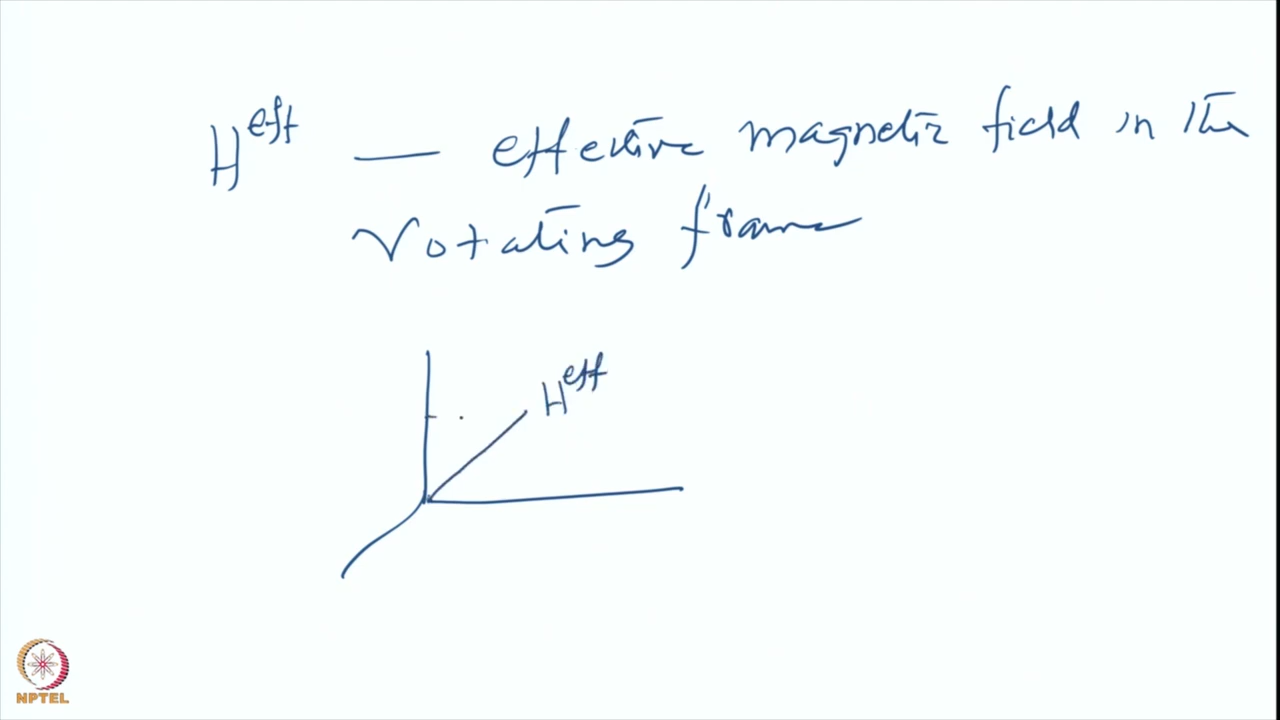 H^eff — effective magnetic field in the
rotating frame
H^eff
NPTEL